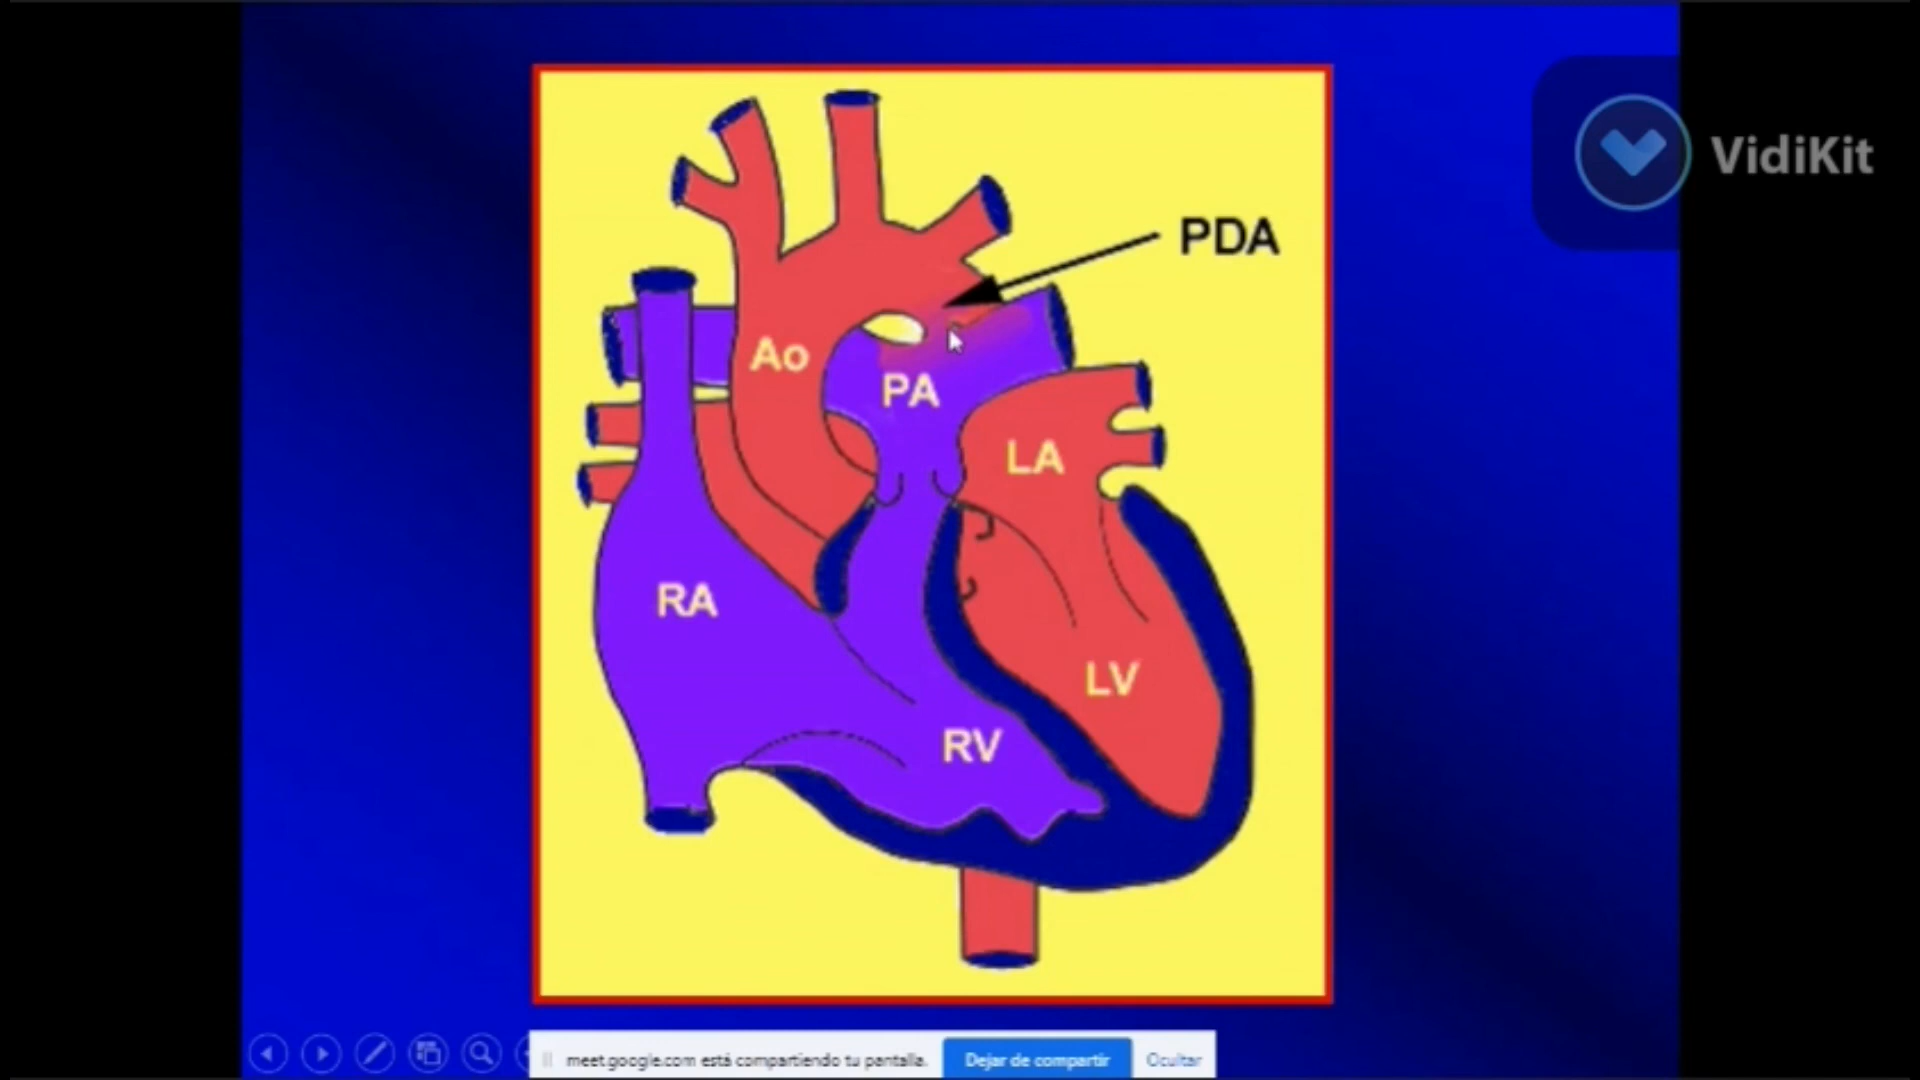 VidiKit
PDA
Ao
PA
LA
RA
LV
RV
meet.google.com está compartiendo tu pantalla.
Dejar de compartir
Ocultar